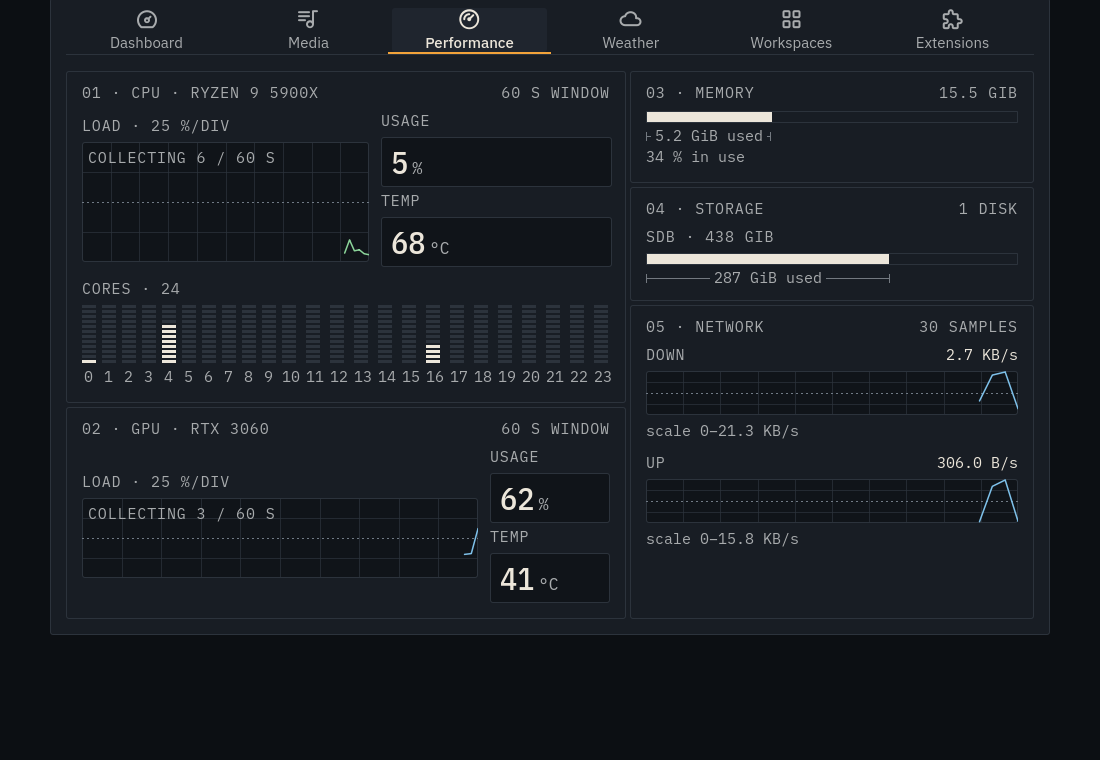 Dashboard
Media
Performance
Weather
Workspaces
Extensions
01 · CPU · RYZEN 9 5900X
60 S WINDOW
LOAD · 25 %/DIV
COLLECTING 6 / 60 S
USAGE
5 %
TEMP
68 °C
CORES · 24
0 1 2 3 4 5 6 7 8 9 10 11 12 13 14 15 16 17 18 19 20 21 22 23
02 · GPU · RTX 3060
60 S WINDOW
LOAD · 25 %/DIV
COLLECTING 3 / 60 S
USAGE
62 %
TEMP
41 °C
03 · MEMORY
15.5 GIB
5.2 GiB used
34 % in use
04 · STORAGE
1 DISK
SDB · 438 GIB
287 GiB used
05 · NETWORK
30 SAMPLES
DOWN
2.7 KB/s
scale 0–21.3 KB/s
UP
306.0 B/s
scale 0–15.8 KB/s